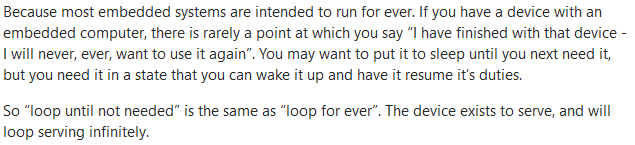 Because most embedded systems are intended to run for ever. If you have a device with an
embedded computer, there is rarely a point at which you say “I have finished with that device -
I will never, ever, want to use it again”. You may want to put it to sleep until you next need it,
but you need it in a state that you can wake it up and have it resume it’s duties.
So “loop until not needed” is the same as “loop for ever”. The device exists to serve, and will
loop serving infinitely.